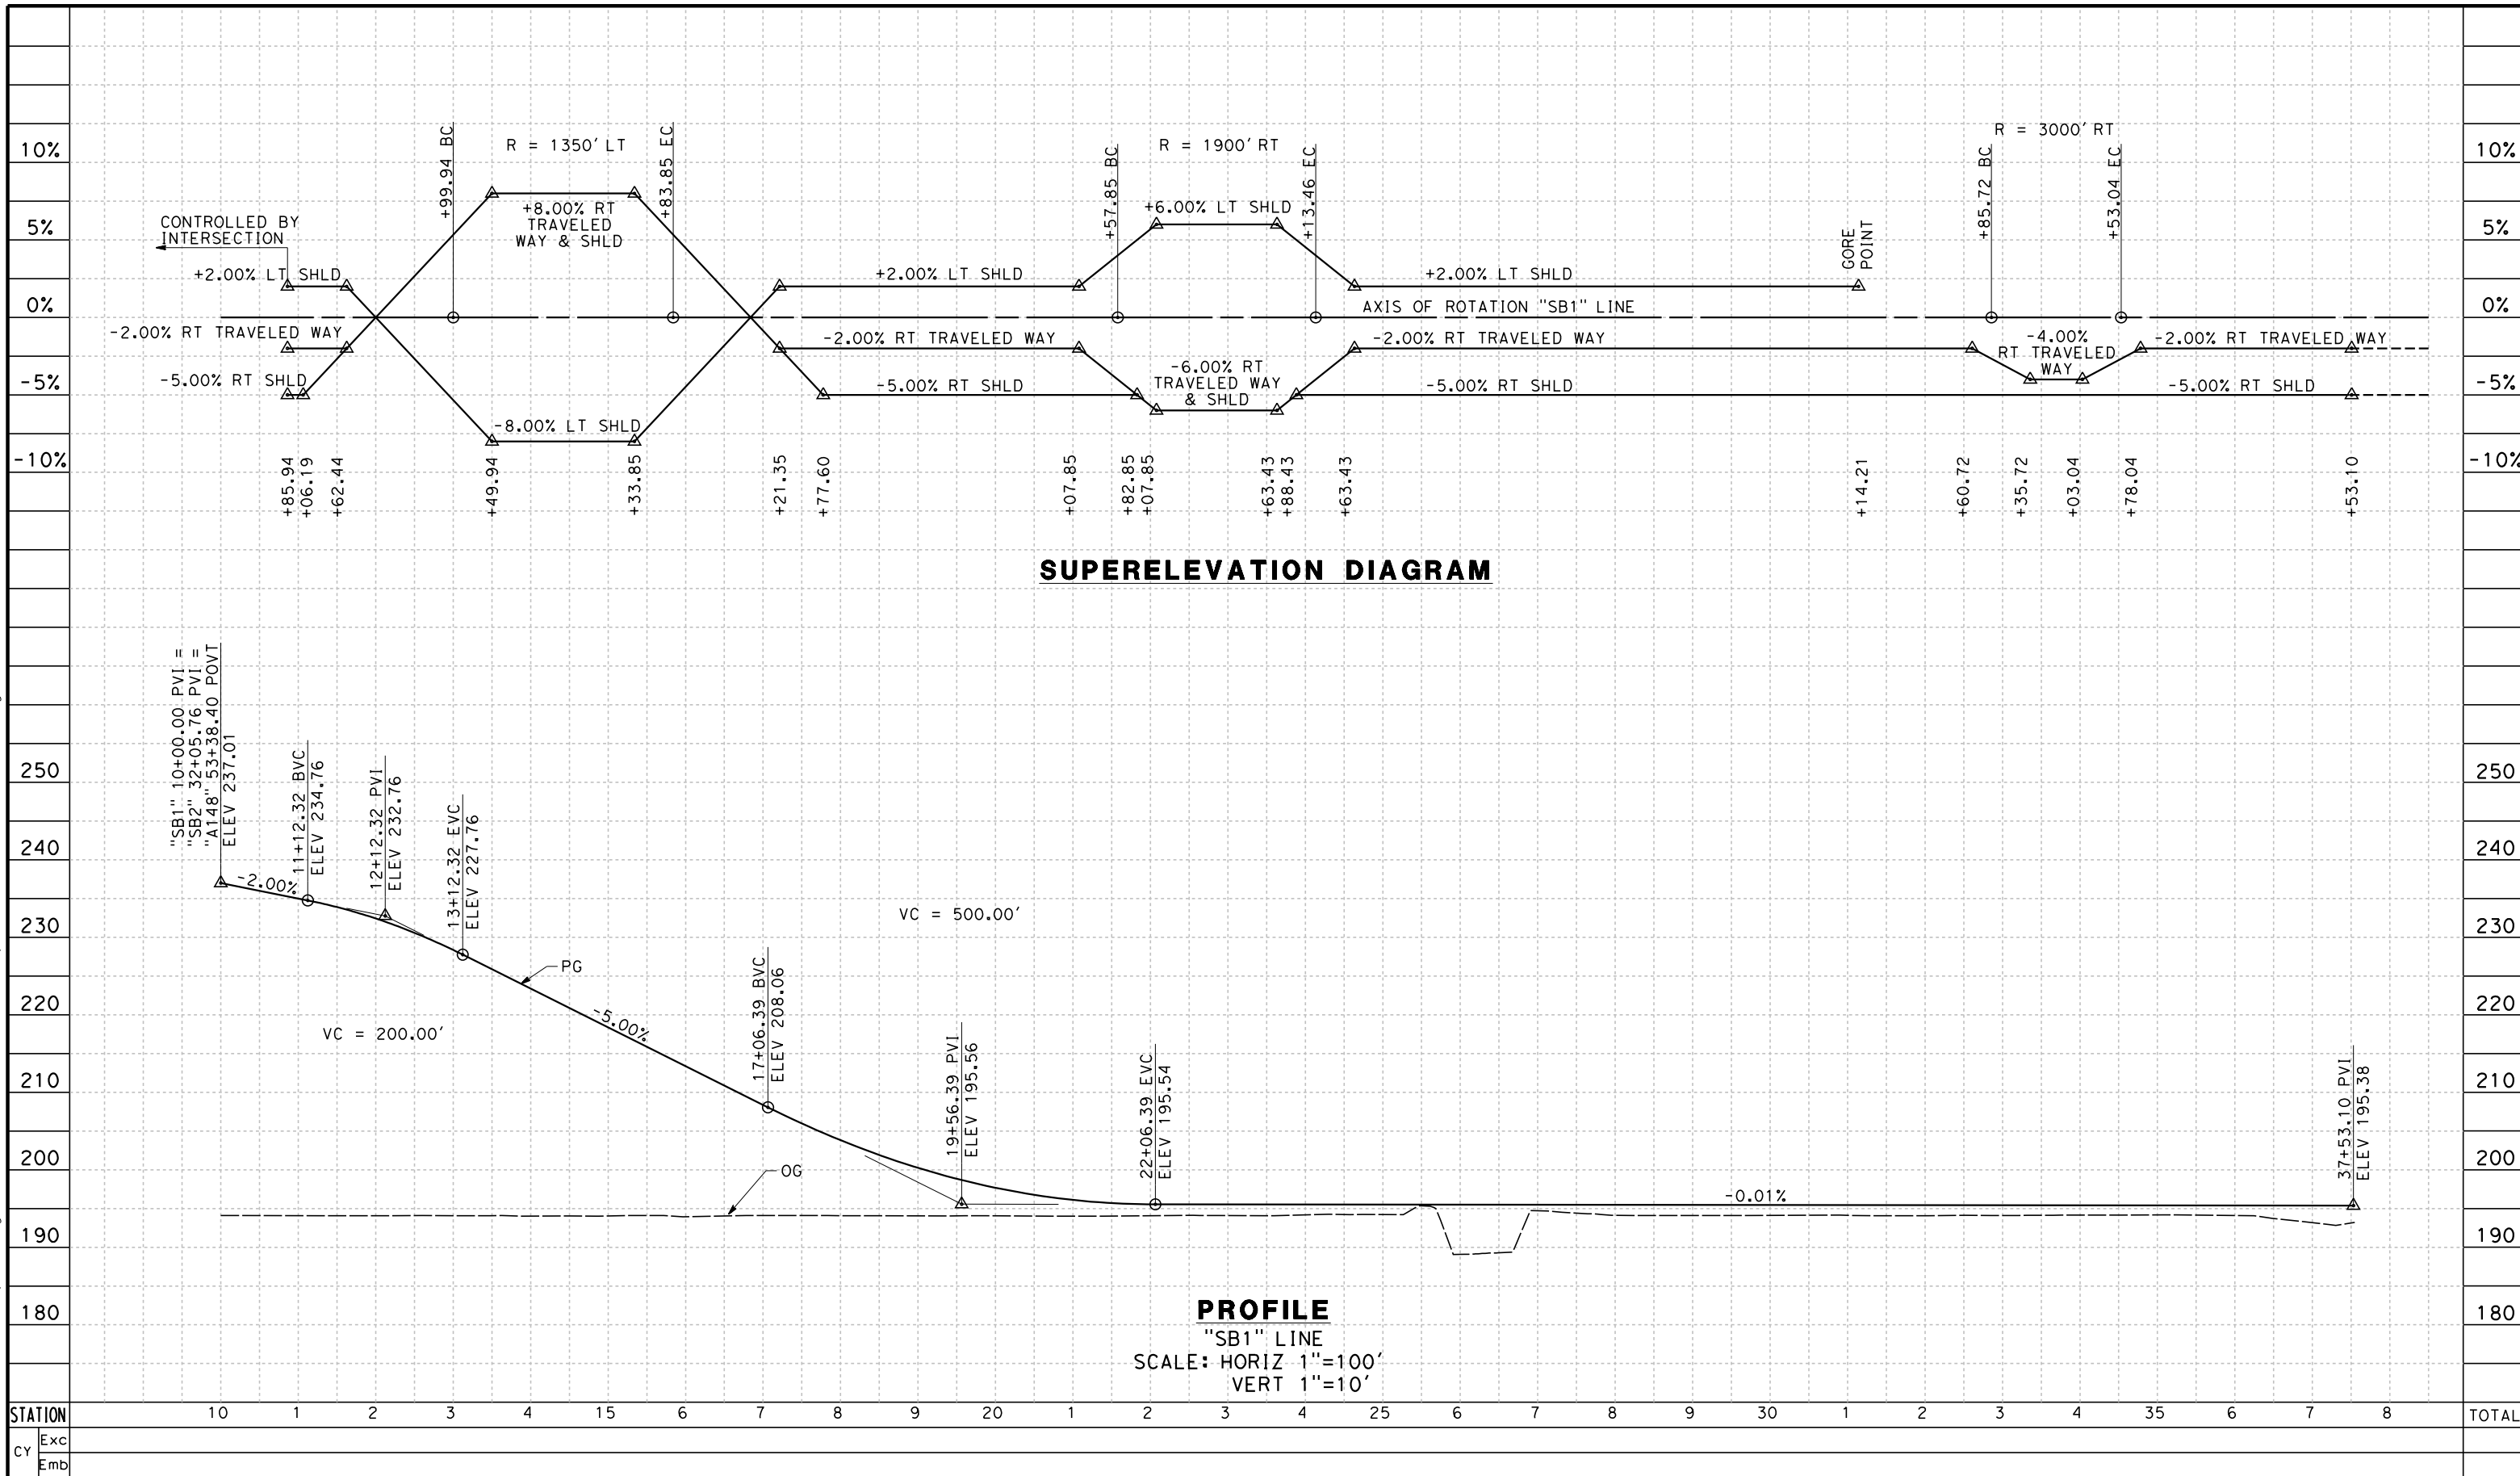 10%
5%
0%
-5%
-10%
+99.94 BC
R = 1350' LT
+83.85 EC
+57.85 BC
R = 1900' RT
+13.46 EC
R = 3000' RT
+85.72 BC
+53.04 EC
10%
5%
0%
-5%
-10%
CONTROLLED BY
INTERSECTION
+8.00% RT
TRAVELED
WAY & SHLD
+6.00% LT SHLD
GORE
POINT
+2.00% LT SHLD
+2.00% LT SHLD
+2.00% LT SHLD
AXIS OF ROTATION "SB1" LINE
-2.00% RT TRAVELED WAY
-2.00% RT TRAVELED WAY
-2.00% RT TRAVELED WAY
-4.00%
RT TRAVELED
WAY
-2.00% RT TRAVELED WAY
-5.00% RT SHLD
-5.00% RT SHLD
-6.00% RT
TRAVELED WAY
& SHLD
-5.00% RT SHLD
-5.00% RT SHLD
-8.00% LT SHLD
+85.94
+06.19
+62.44
+49.94
+33.85
+21.35
+77.60
+07.85
+82.85
+07.85
+63.43
+88.43
+63.43
+14.21
+60.72
+35.72
+03.04
+78.04
+53.10
SUPERELEVATION DIAGRAM
"SB1" 10+00.00 PVI =
"SB2" 32+05.76 PVI =
"A148" 53+38.40 POVT
ELEV 237.01
11+12.32 BVC
ELEV 234.76
12+12.32 PVI
ELEV 232.76
13+12.32 EVC
ELEV 227.76
-2.00%
VC = 200.00'
PG
-5.00%
17+06.39 BVC
ELEV 208.06
VC = 500.00'
OG
19+56.39 PVI
ELEV 195.56
22+06.39 EVC
ELEV 195.54
-0.01%
37+53.10 PVI
ELEV 195.38
250
240
230
220
210
200
190
180
250
240
230
220
210
200
190
180
PROFILE
"SB1" LINE
SCALE: HORIZ 1"=100'
VERT 1"=10'
STATION 10 1 2 3 4 15 6 7 8 9 20 1 2 3 4 25 6 7 8 9 30 1 2 3 4 35 6 7 8 TOTAL
CY
Exc
Emb